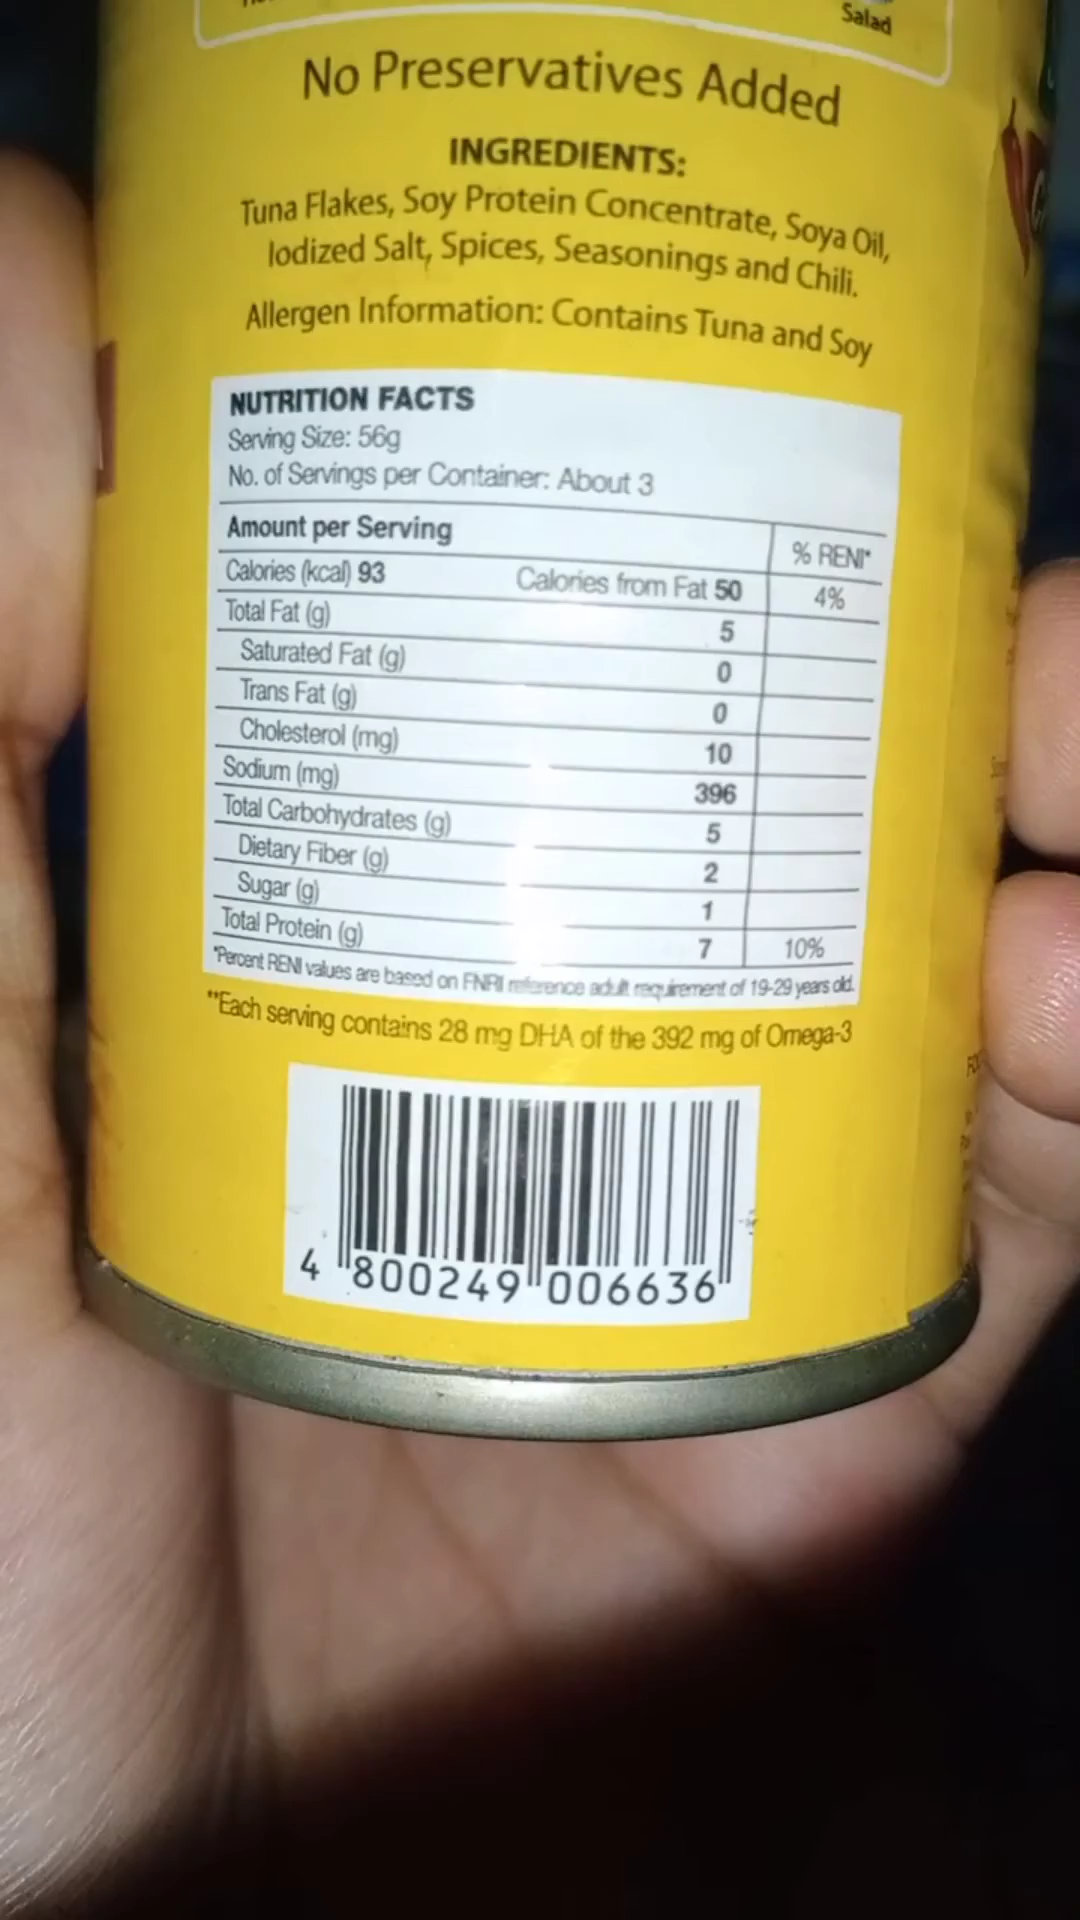 Salad
No Preservatives Added
INGREDIENTS:
Tuna Flakes, Soy Protein Concentrate, Soya Oil,
Iodized Salt, Spices, Seasonings and Chili.
Allergen Information: Contains Tuna and Soy
NUTRITION FACTS
Serving Size: 56g
No. of Servings per Container: About 3
Amount per Serving % RENI*
Calories (kcal) 93 Calories from Fat 50 4%
Total Fat (g) 5
Saturated Fat (g) 0
Trans Fat (g) 0
Cholesterol (mg) 10
Sodium (mg) 396
Total Carbohydrates (g) 5
Dietary Fiber (g) 2
Sugar (g) 1
Total Protein (g) 7 10%
*Percent RENI values are based on FNRI reference adult requirement of 19-29 years old.
**Each serving contains 28 mg DHA of the 392 mg of Omega-3
4 800249 006636